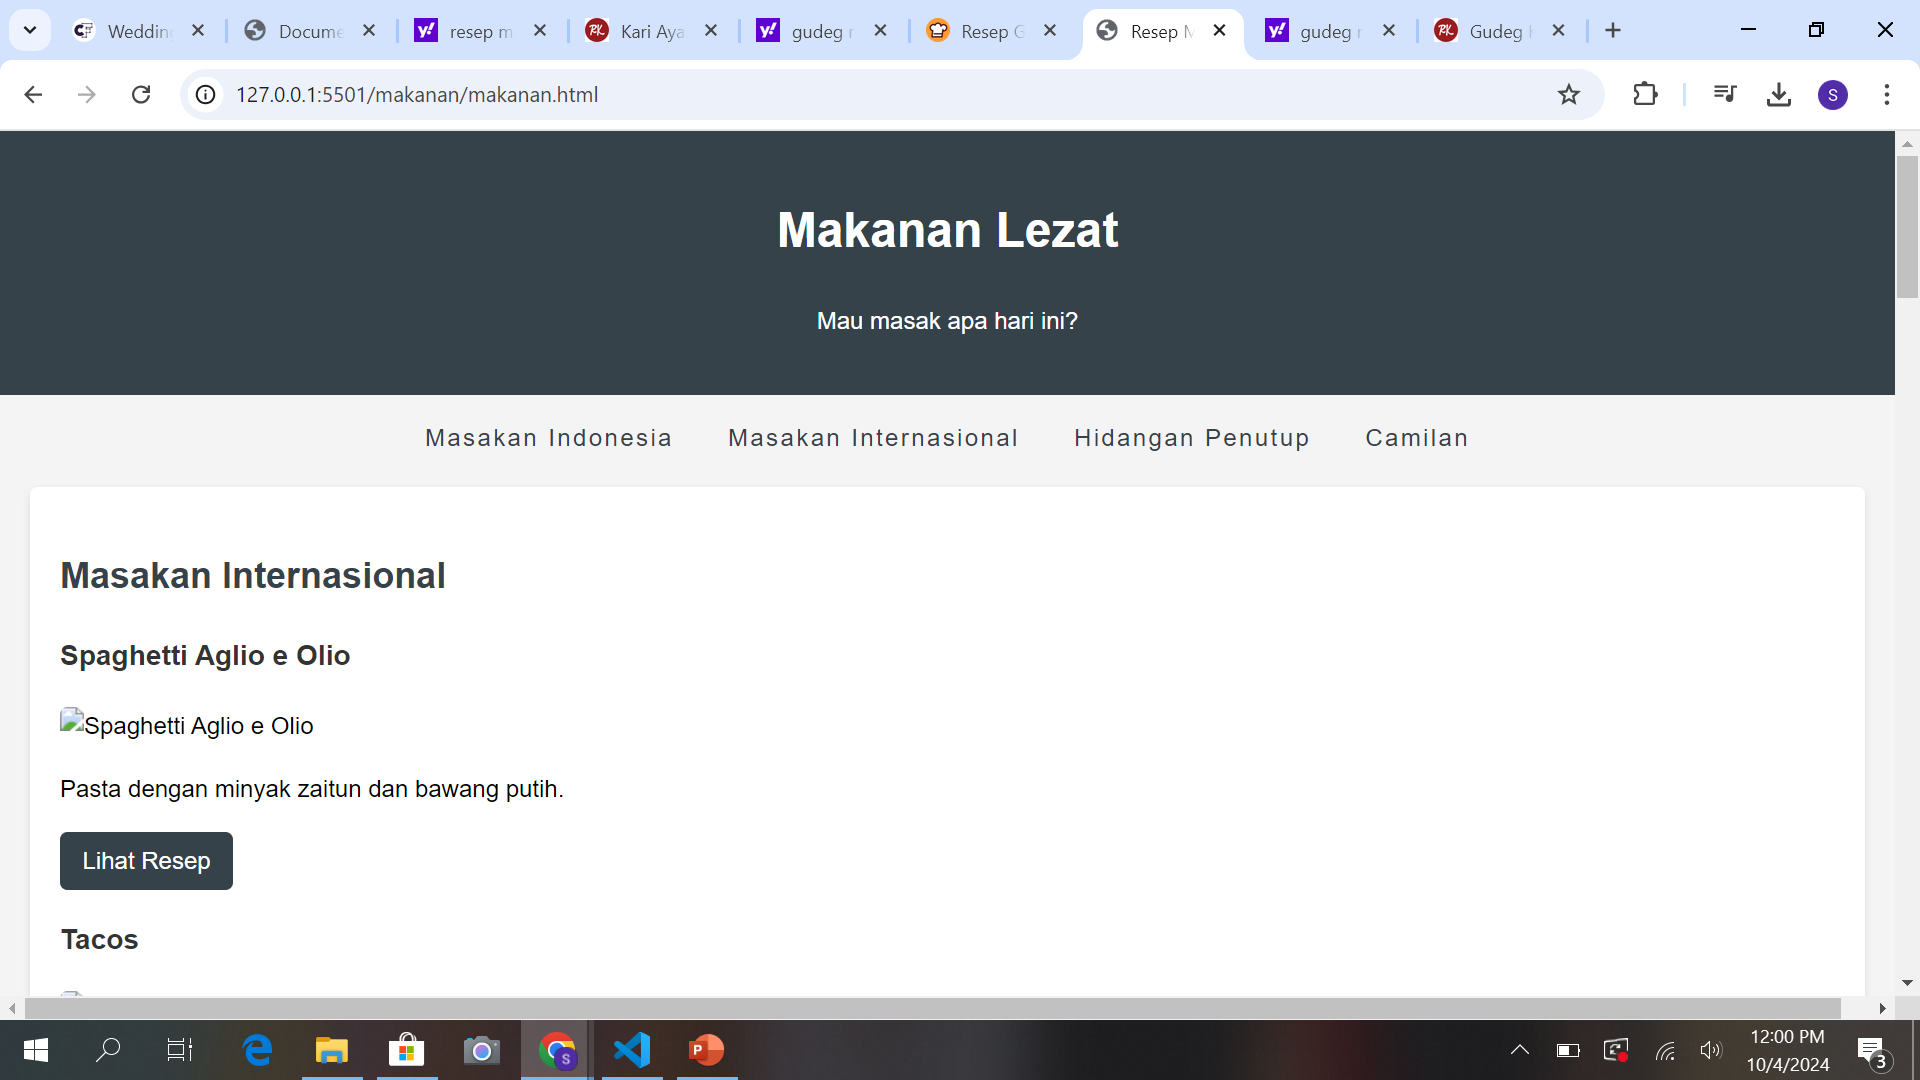 Wedding
Docume
resep m
Kari Aya
gudeg r
Resep G
Resep M
gudeg r
Gudeg
127.0.0.1:5501/makanan/makanan.html
S
Makanan Lezat
Mau masak apa hari ini?
Masakan Indonesia
Masakan Internasional
Hidangan Penutup
Camilan
Masakan Internasional
Spaghetti Aglio e Olio
Spaghetti Aglio e Olio
Pasta dengan minyak zaitun dan bawang putih.
Lihat Resep
Tacos
12:00 PM
10/4/2024
3